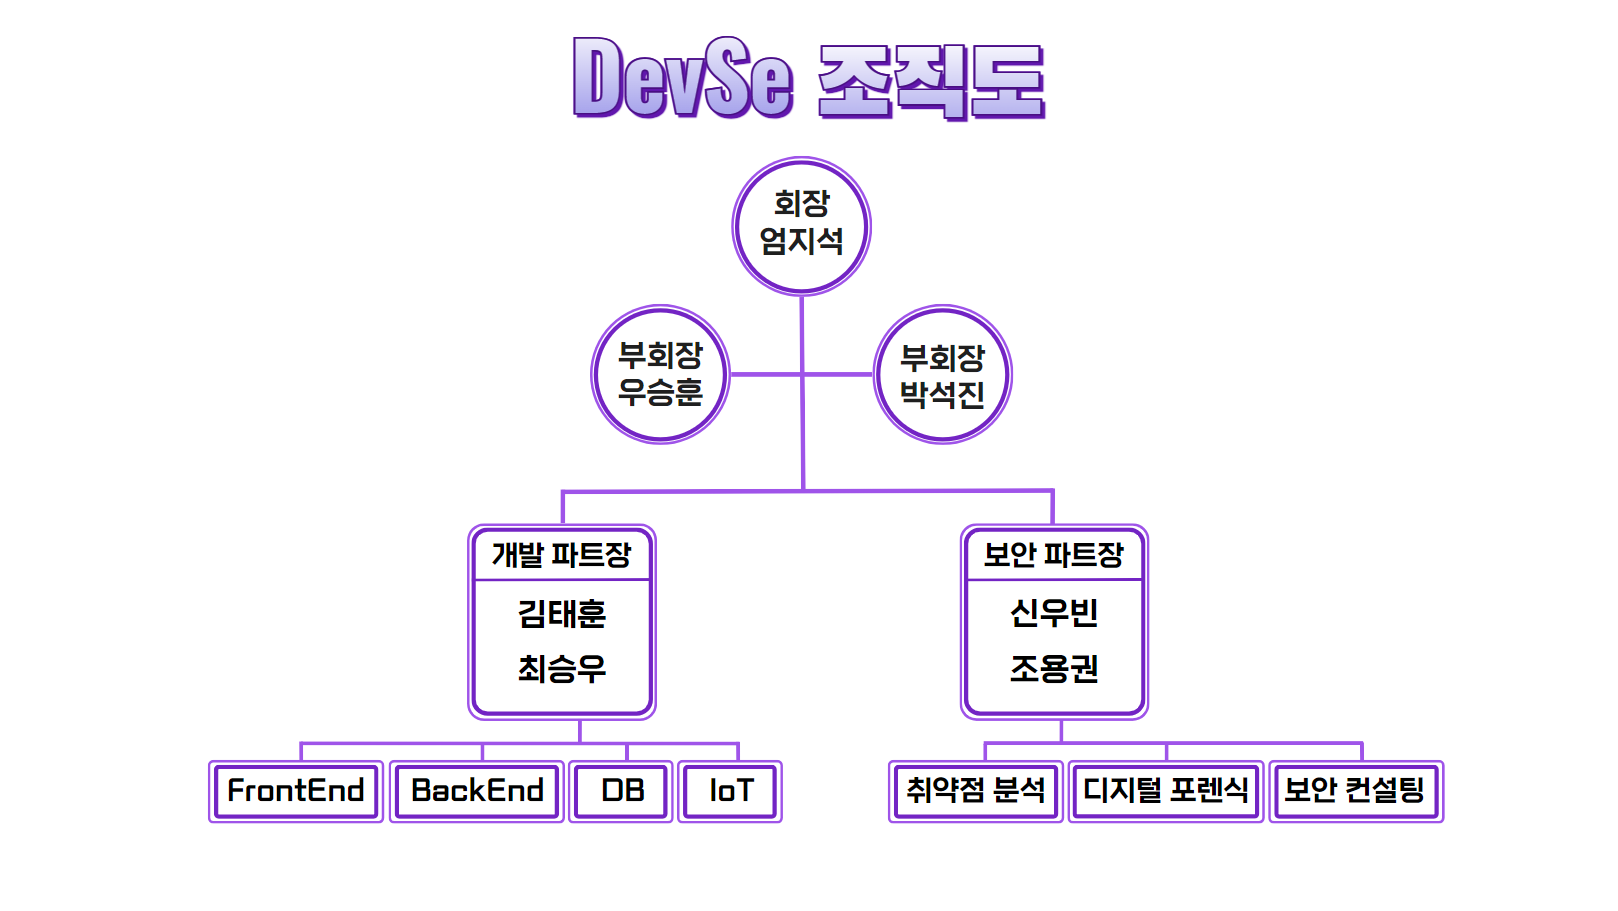 DevSe 조직도
회장
엄지석
부회장
우승훈
부회장
박석진
개발 파트장
김태훈
최승우
보안 파트장
신우빈
조용권
FrontEnd
BackEnd
DB
IoT
취약점 분석
디지털 포렌식
보안 컨설팅